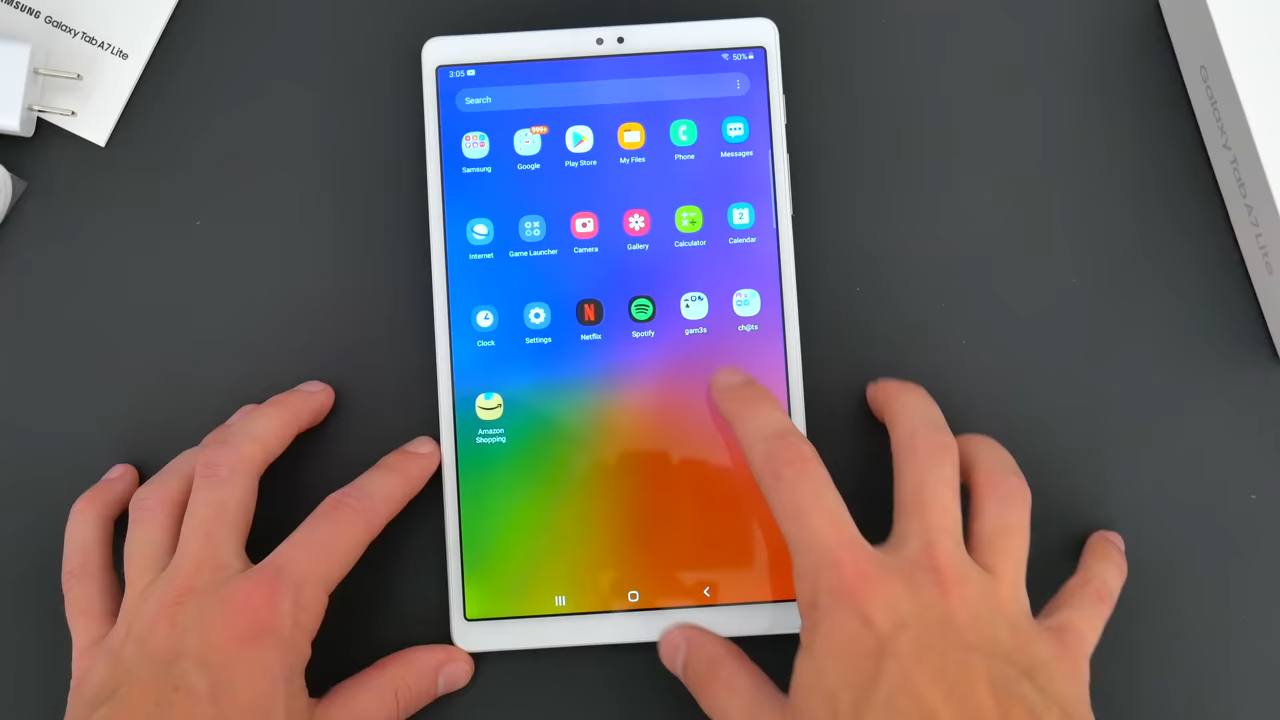 SAMSUNG Galaxy Tab A7 Lite
Galaxy Tab A7 Lite
3:05
50%
Search
999+
Samsung
Google
Play Store
My Files
Phone
Messages
2
Internet
Game Launcher
Camera
Gallery
Calculator
Calendar
N
Clock
Settings
Netflix
Spotify
gam3s
ch@ts
Amazon
Shopping